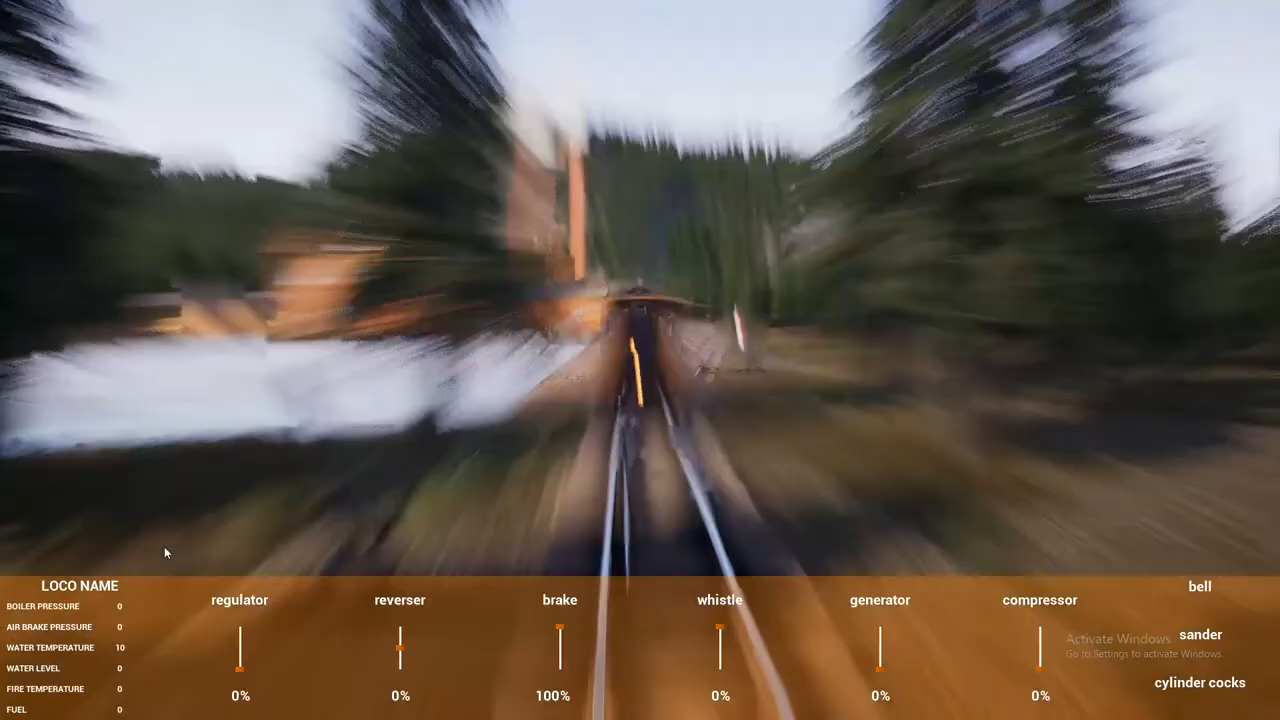 LOCO NAME
BOILER PRESSURE 0
AIR BRAKE PRESSURE 0
WATER TEMPERATURE 10
WATER LEVEL 0
FIRE TEMPERATURE 0
FUEL 0
regulator
0%
reverser
0%
brake
100%
whistle
0%
generator
0%
compressor
0%
bell
sander
cylinder cocks
Activate Windows
Go to Settings to activate Windows.